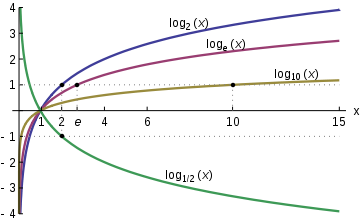 4
log₂(x)
3
logₑ(x)
2
log₁₀(x)
1
x
1 2 e 4 6 10 15
-1
log₁/₂(x)
-2
-3
-4